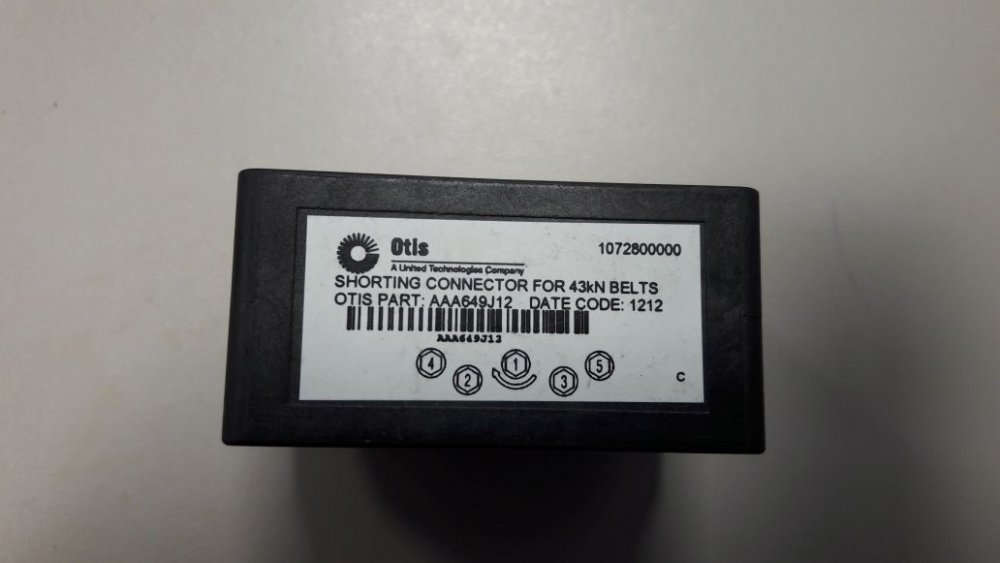 Otis
1072800000
A United Technologies Company
SHORTING CONNECTOR FOR 43kN BELTS
OTIS PART: AAA649J12 DATE CODE: 1212
AAA649J12
4 2 1 3 5
C